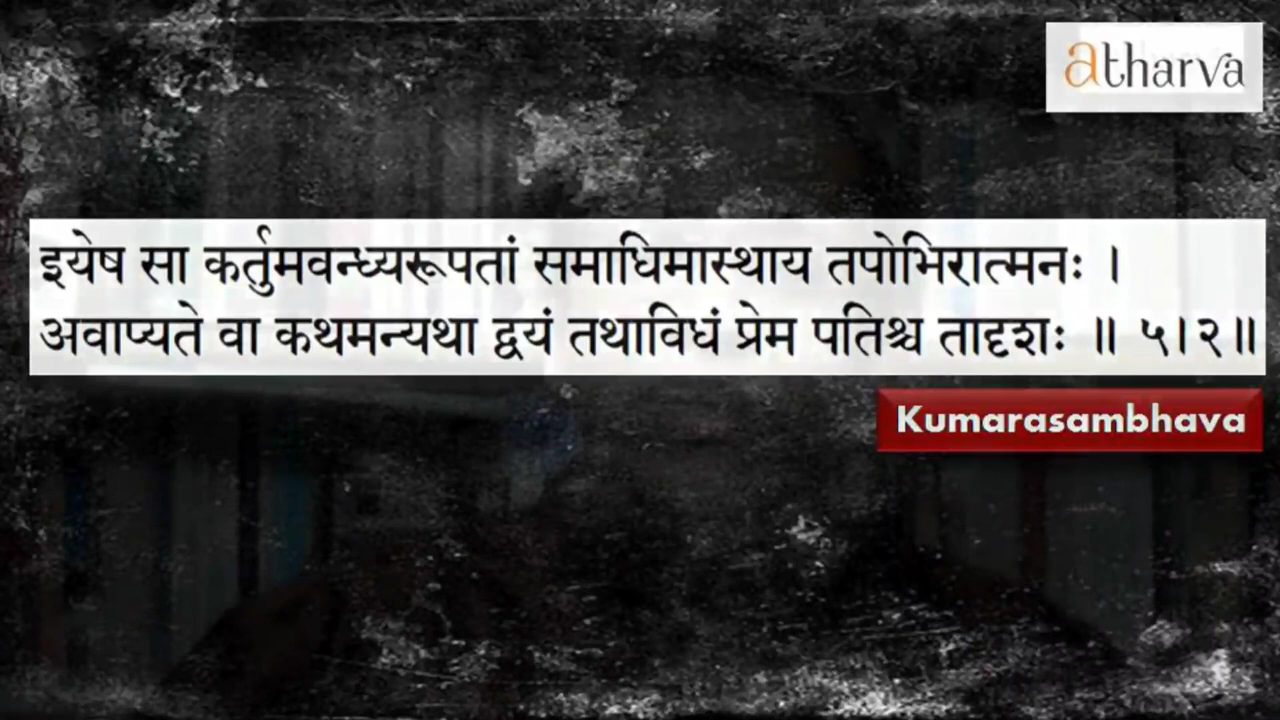 atharva
इयेष सा कर्तुमवन्ध्यरूपतां समाधिमास्थाय तपोभिरात्मनः ।
अवाप्यते वा कथमन्यथा द्वयं तथाविधं प्रेम पतिश्च तादृशः ॥ ५।२॥
Kumarasambhava